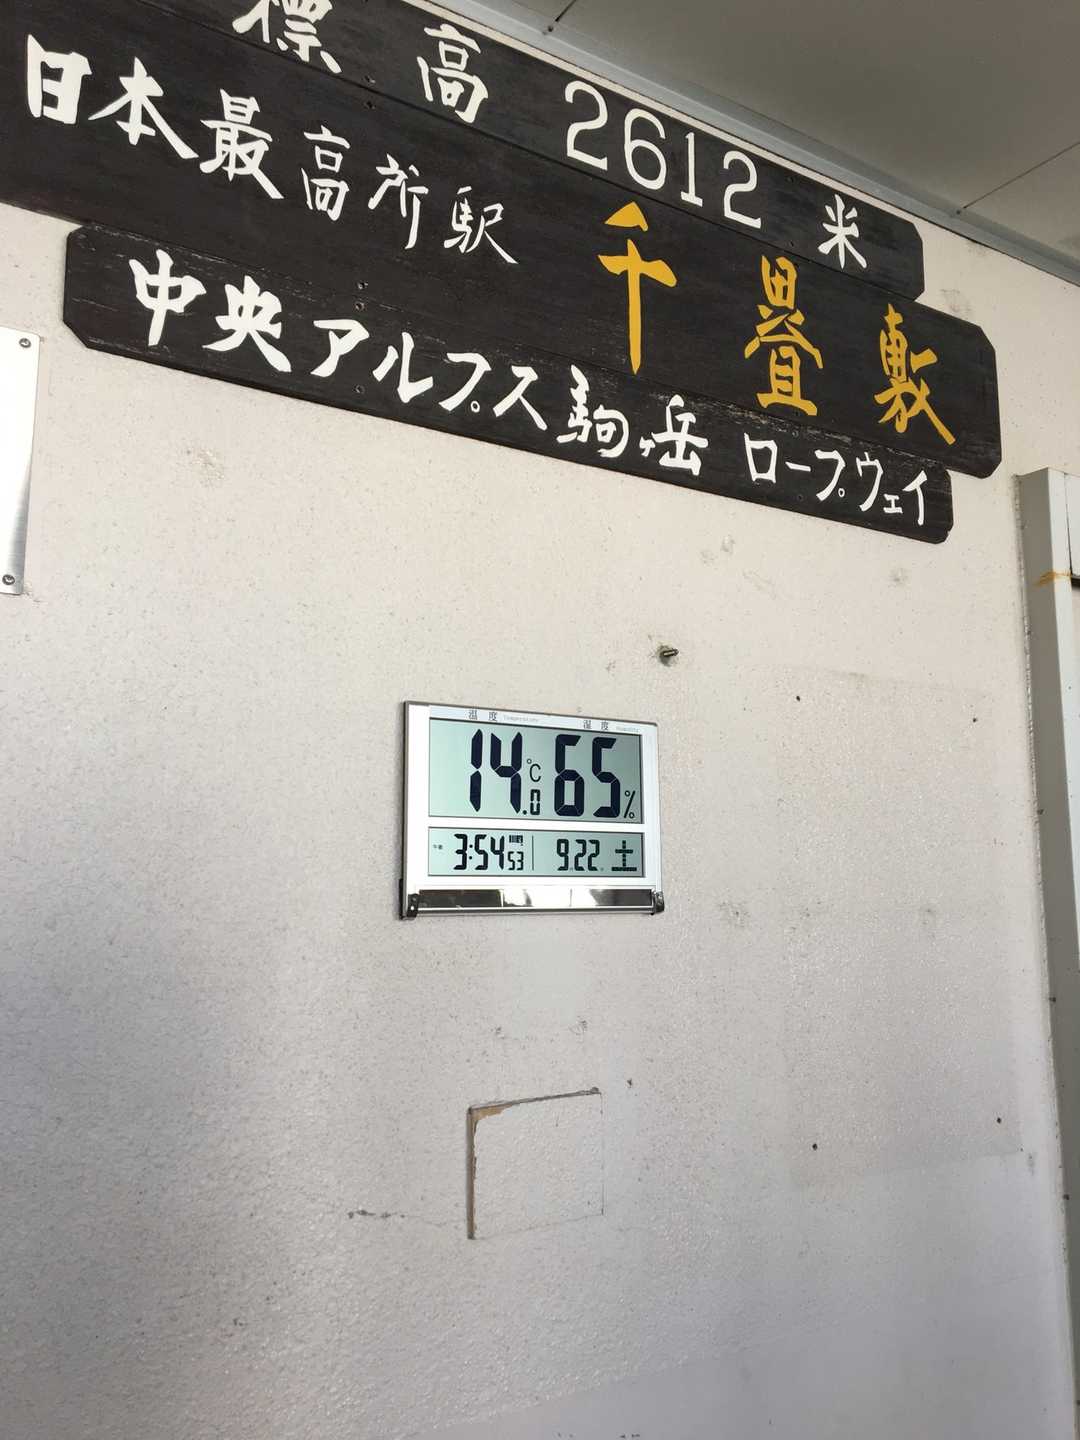 標高 2612 米
日本最高所駅 千畳敷
中央アルプス駒ヶ岳 ロープウェイ
温度 Temperature 湿度 Humidity
14.0℃ 65%
午後 3:54 53 9.22 土